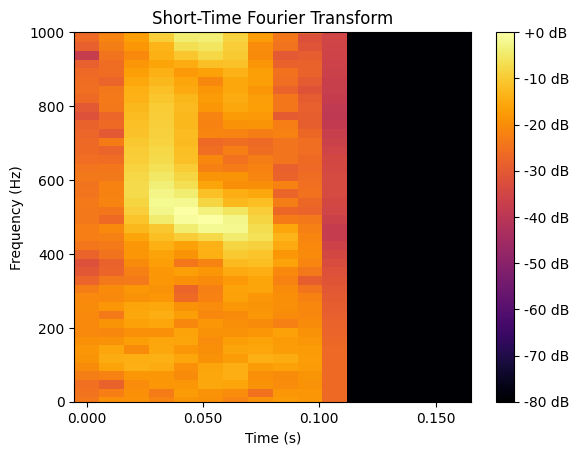 Short-Time Fourier Transform
1000
800
600
400
200
0
Frequency (Hz)
0.000
0.050
0.100
0.150
Time (s)
+0 dB
-10 dB
-20 dB
-30 dB
-40 dB
-50 dB
-60 dB
-70 dB
-80 dB